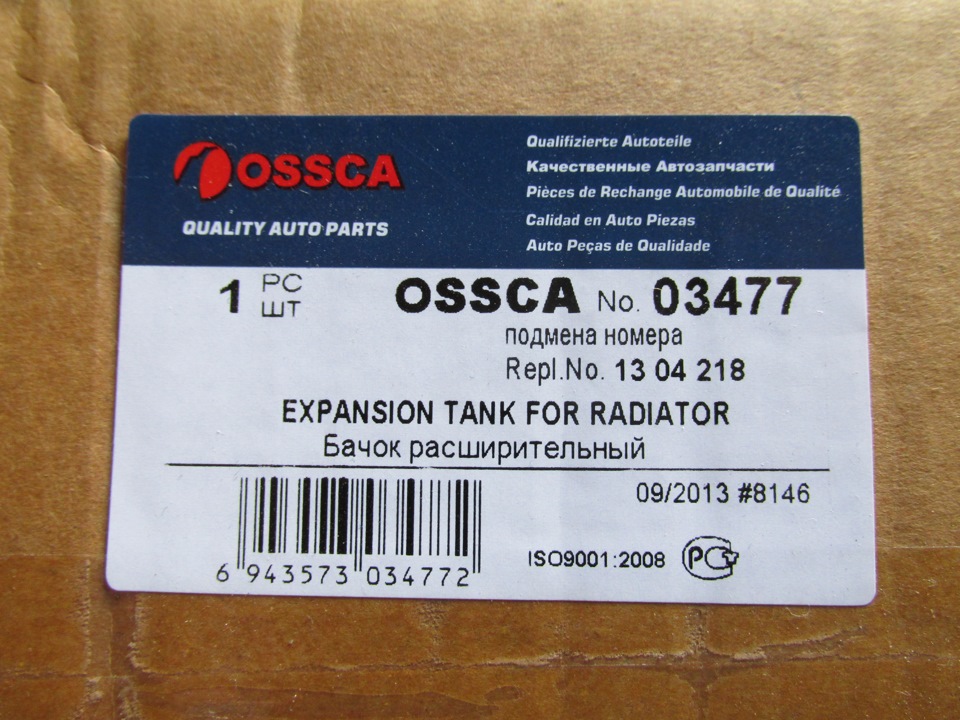 OSSCA
QUALITY AUTO PARTS
Qualifizierte Autoteile
Качественные Автозапчасти
Pièces de Rechange Automobile de Qualité
Calidad en Auto Piezas
Auto Peças de Qualidade
1 PC
ШТ
OSSCA No. 03477
подмена номера
Repl.No. 13 04 218
EXPANSION TANK FOR RADIATOR
Бачок расширительный
09/2013 #8146
6 943573 034772
ISO9001:2008 РСТ